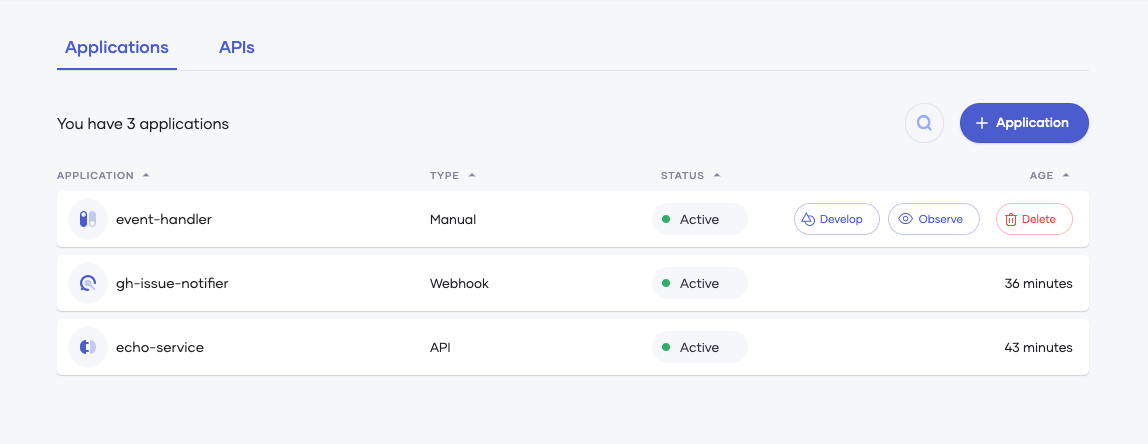 Applications APIs
You have 3 applications
+ Application
APPLICATION TYPE STATUS AGE
event-handler Manual Active Develop Observe Delete
gh-issue-notifier Webhook Active 36 minutes
echo-service API Active 43 minutes